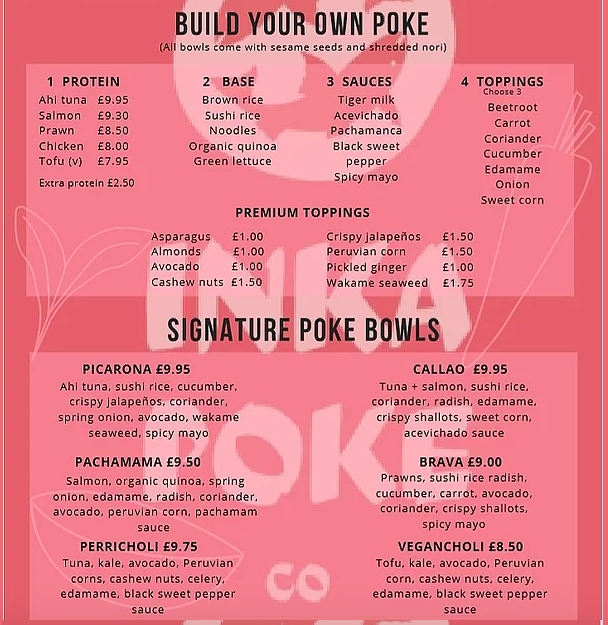 BUILD YOUR OWN POKE
(All bowls come with sesame seeds and shredded nori)
1 PROTEIN
Ahi tuna £9.95
Salmon £9.30
Prawn £8.50
Chicken £8.00
Tofu (v) £7.95
Extra protein £2.50
2 BASE
Brown rice
Sushi rice
Noodles
Organic quinoa
Green lettuce
3 SAUCES
Tiger milk
Acevichado
Pachamanca
Black sweet
pepper
Spicy mayo
4 TOPPINGS
Choose 3
Beetroot
Carrot
Coriander
Cucumber
Edamame
Onion
Sweet corn
PREMIUM TOPPINGS
Asparagus £1.00
Almonds £1.00
Avocado £1.00
Cashew nuts £1.50
Crispy jalapeños £1.50
Peruvian corn £1.50
Pickled ginger £1.00
Wakame seaweed £1.75
INKA
POKE
CO
SIGNATURE POKE BOWLS
PICARONA £9.95
Ahi tuna, sushi rice, cucumber,
crispy jalapeños, coriander,
spring onion, avocado, wakame
seaweed, spicy mayo
CALLAO £9.95
Tuna + salmon, sushi rice,
coriander, radish, edamame,
crispy shallots, sweet corn,
acevichado sauce
PACHAMAMA £9.50
Salmon, organic quinoa, spring
onion, edamame, radish, coriander,
avocado, peruvian corn, pachamam
sauce
BRAVA £9.00
Prawns, sushi rice radish,
cucumber, carrot, avocado,
coriander, crispy shallots,
spicy mayo
PERRICHOLI £9.75
Tuna, kale, avocado, Peruvian
corns, cashew nuts, celery,
edamame, black sweet pepper
sauce
VEGANCHOLI £8.50
Tofu, kale, avocado, Peruvian
corn, cashew nuts, celery,
edamame, black sweet pepper
sauce